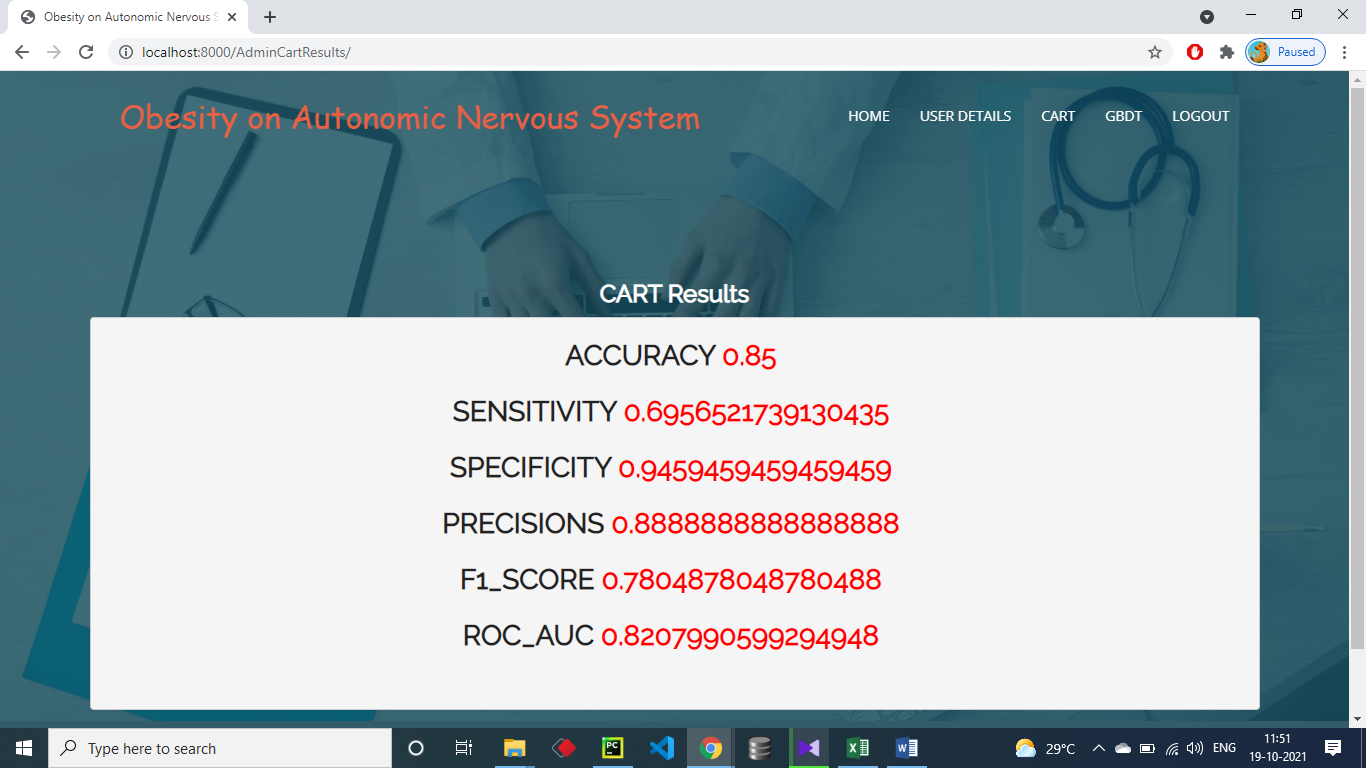 Obesity on Autonomic Nervous S
localhost:8000/AdminCartResults/
Paused
Obesity on Autonomic Nervous System
HOME USER DETAILS CART GBDT LOGOUT
CART Results
ACCURACY 0.85
SENSITIVITY 0.6956521739130435
SPECIFICITY 0.9459459459459459
PRECISIONS 0.8888888888888888
F1_SCORE 0.7804878048780488
ROC_AUC 0.8207990599294948
Type here to search
PC
29°C
ENG
11:51
19-10-2021